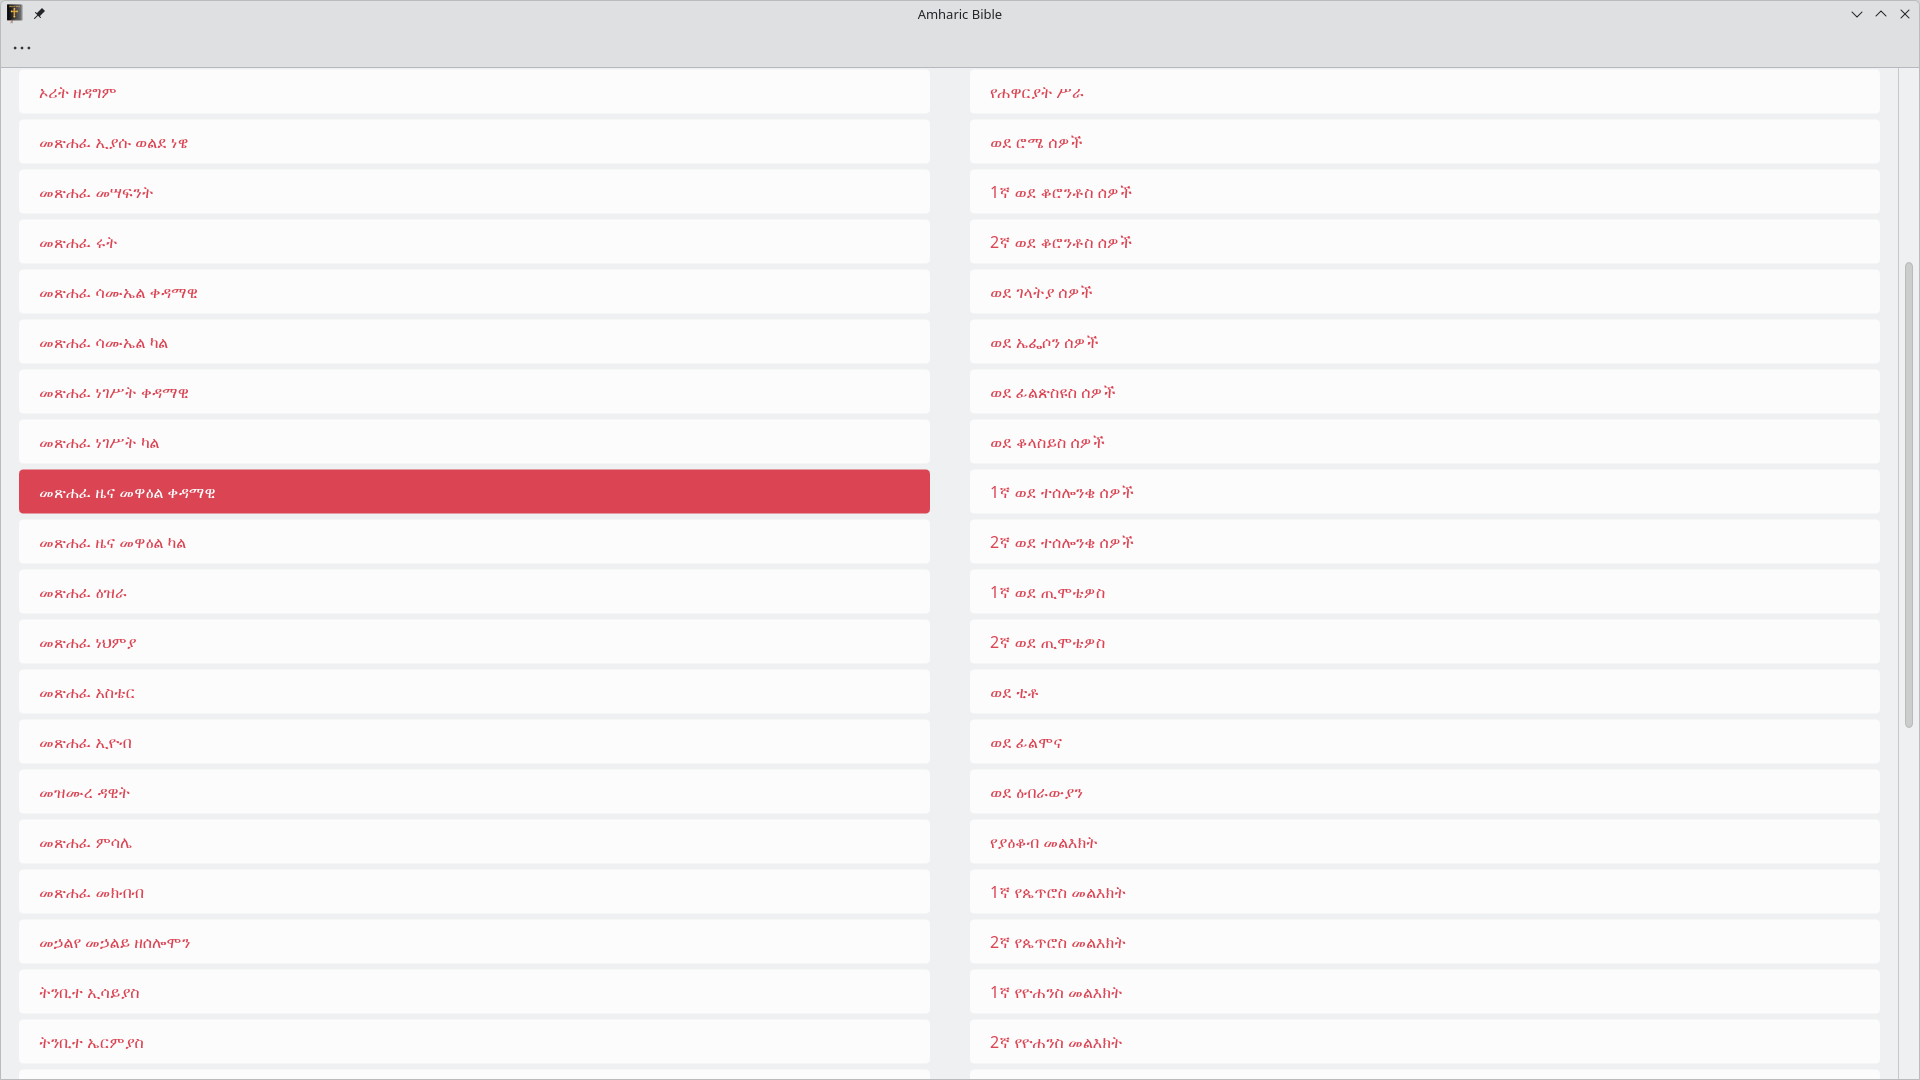 Amharic Bible
...
ኦሪት ዘዳግም
መጽሐፈ ኢያሱ ወልደ ነዌ
መጽሐፈ መሣፍንት
መጽሐፈ ሩት
መጽሐፈ ሳሙኤል ቀዳማዊ
መጽሐፈ ሳሙኤል ካል
መጽሐፈ ነገሥት ቀዳማዊ
መጽሐፈ ነገሥት ካል
መጽሐፈ ዜና መዋዕል ቀዳማዊ
መጽሐፈ ዜና መዋዕል ካል
መጽሐፈ ዕዝራ
መጽሐፈ ነህምያ
መጽሐፈ አስቴር
መጽሐፈ ኢዮብ
መዝሙረ ዳዊት
መጽሐፈ ምሳሌ
መጽሐፈ መክብብ
መኃልየ መኃልይ ዘሰሎሞን
ትንቢተ ኢሳይያስ
ትንቢተ ኤርምያስ
የሐዋርያት ሥራ
ወደ ሮሜ ሰዎች
1ኛ ወደ ቆሮንቶስ ሰዎች
2ኛ ወደ ቆሮንቶስ ሰዎች
ወደ ገላትያ ሰዎች
ወደ ኤፌሶን ሰዎች
ወደ ፊልጵስዩስ ሰዎች
ወደ ቆላስይስ ሰዎች
1ኛ ወደ ተሰሎንቄ ሰዎች
2ኛ ወደ ተሰሎንቄ ሰዎች
1ኛ ወደ ጢሞቴዎስ
2ኛ ወደ ጢሞቴዎስ
ወደ ቲቶ
ወደ ፊልሞና
ወደ ዕብራውያን
የያዕቆብ መልእክት
1ኛ የጴጥሮስ መልእክት
2ኛ የጴጥሮስ መልእክት
1ኛ የዮሐንስ መልእክት
2ኛ የዮሐንስ መልእክት